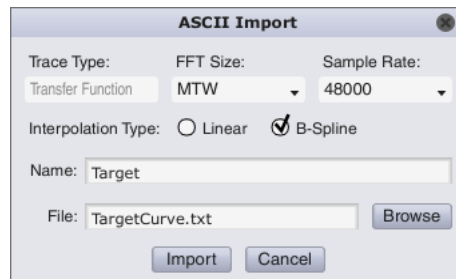 ASCII Import
Trace Type: FFT Size: Sample Rate:
Transfer Function MTW 48000
Interpolation Type: Linear B-Spline
Name: Target
File: TargetCurve.txt Browse
Import Cancel